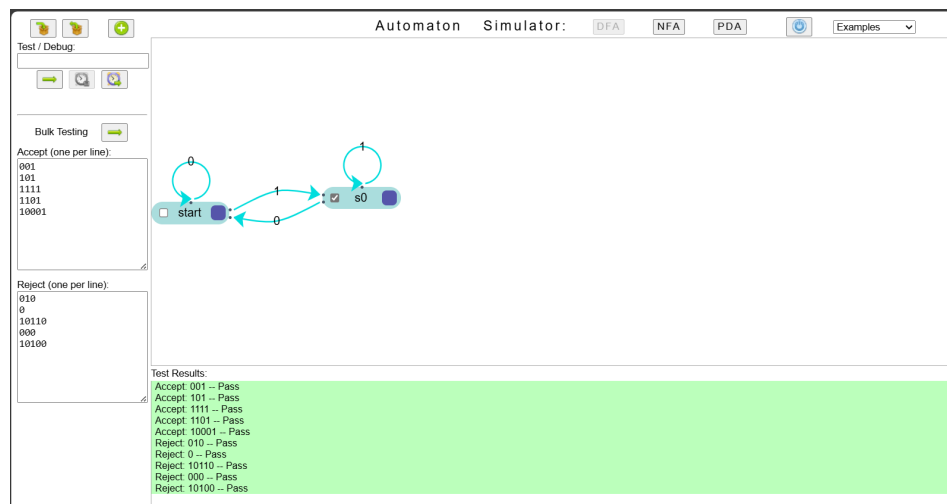 Automaton Simulator: DFA NFA PDA Examples
Test / Debug:
Bulk Testing
Accept (one per line):
001
101
1111
1101
10001
Reject (one per line):
010
0
10110
000
10100
0
1
1
0
start
s0
Test Results:
Accept: 001 -- Pass
Accept: 101 -- Pass
Accept: 1111 -- Pass
Accept: 1101 -- Pass
Accept: 10001 -- Pass
Reject: 010 -- Pass
Reject: 0 -- Pass
Reject: 10110 -- Pass
Reject: 000 -- Pass
Reject: 10100 -- Pass